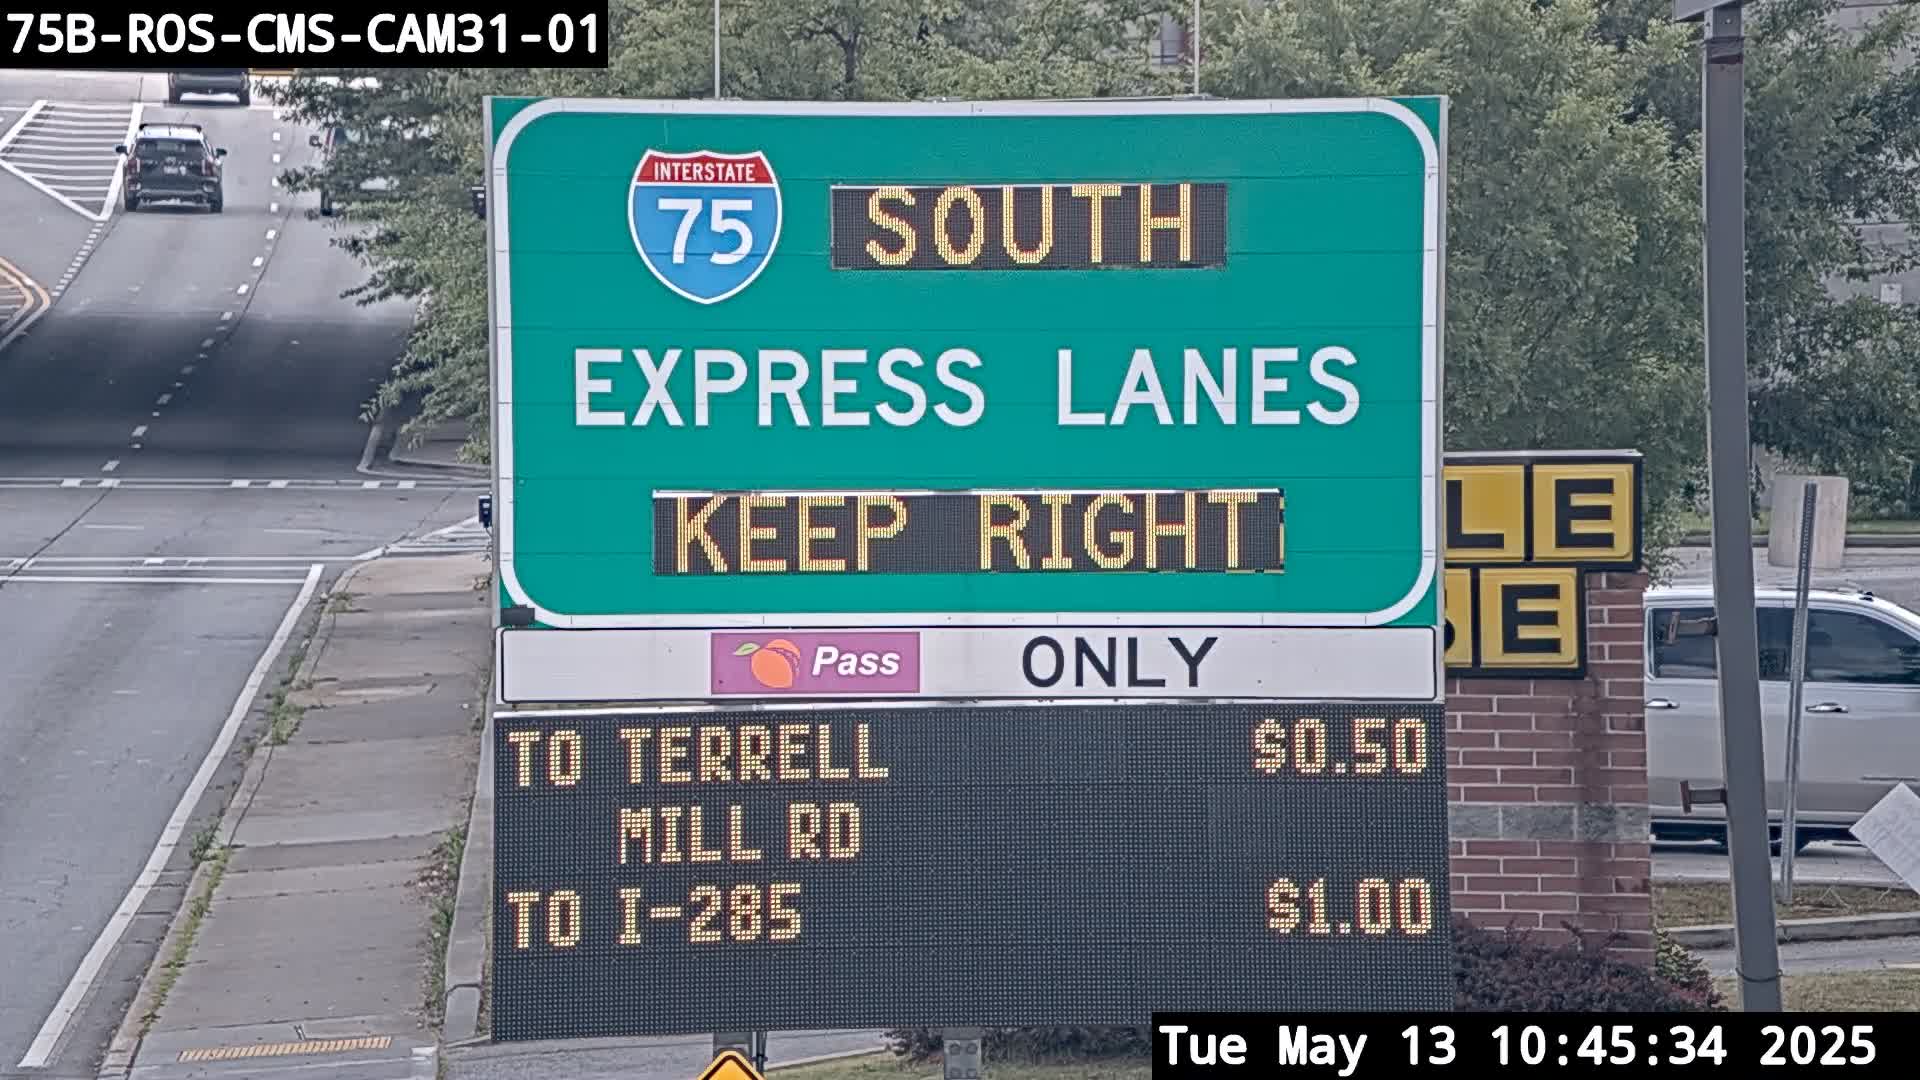 75B-ROS-CMS-CAM31-01
INTERSTATE
75
SOUTH
EXPRESS LANES
KEEP RIGHT
Pass ONLY
TO TERRELL $0.50
MILL RD
TO I-285 $1.00
LE
E
Tue May 13 10:45:34 2025